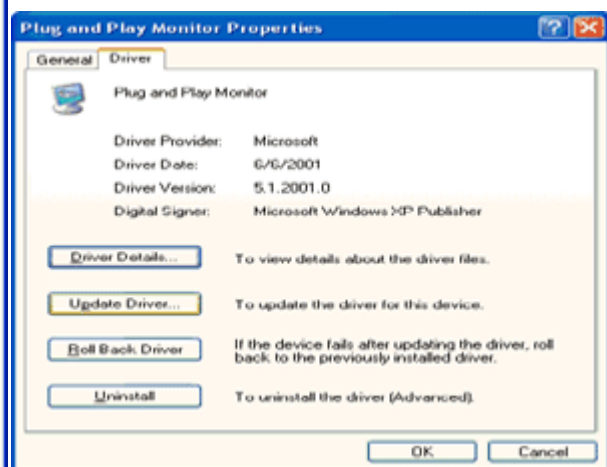 Plug and Play Monitor Properties
General Driver
Plug and Play Monitor
Driver Provider: Microsoft
Driver Date: 6/6/2001
Driver Version: 5.1.2001.0
Digital Signer: Microsoft Windows XP Publisher
Driver Details... To view details about the driver files.
Update Driver... To update the driver for this device.
Roll Back Driver If the device fails after updating the driver, roll
back to the previously installed driver.
Uninstall To uninstall the driver (Advanced).
OK Cancel